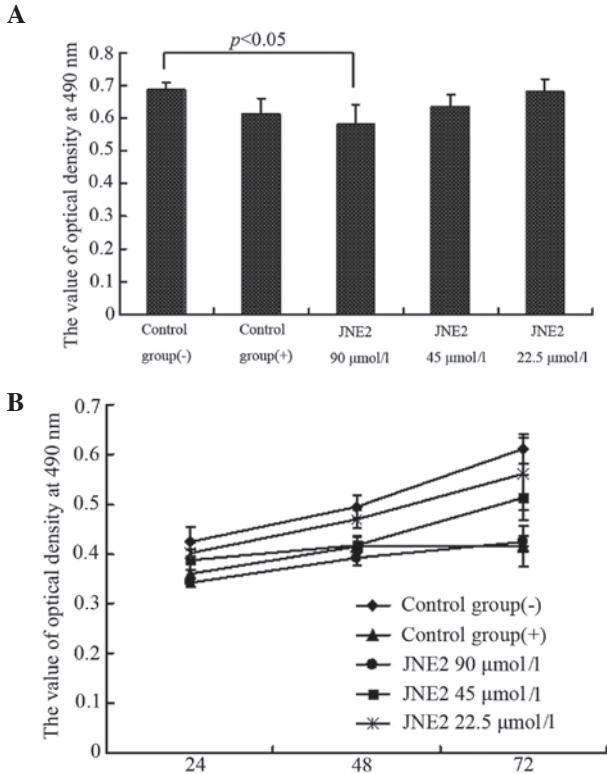 A
p<0.05
The value of optical density at 490 nm
0.8
0.7
0.6
0.5
0.4
0.3
0.2
0.1
0
Control group(-)
Control group(+)
JNE2 90 μmol/l
JNE2 45 μmol/l
JNE2 22.5 μmol/l
B
The value of optical density at 490 nm
0.7
0.6
0.5
0.4
0.3
0.2
0.1
0
Control group(-)
Control group(+)
JNE2 90 μmol/l
JNE2 45 μmol/l
JNE2 22.5 μmol/l
24
48
72